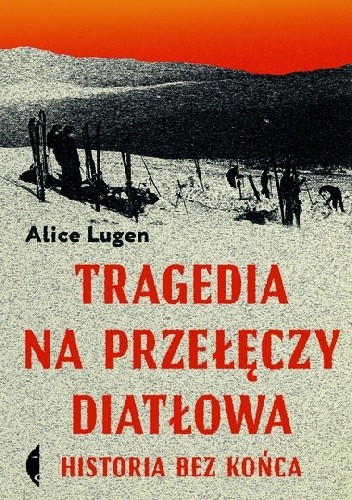 Alice Lugen
TRAGEDIA
NA PRZEŁĘCZY
DIATŁOWA
HISTORIA BEZ KOŃCA